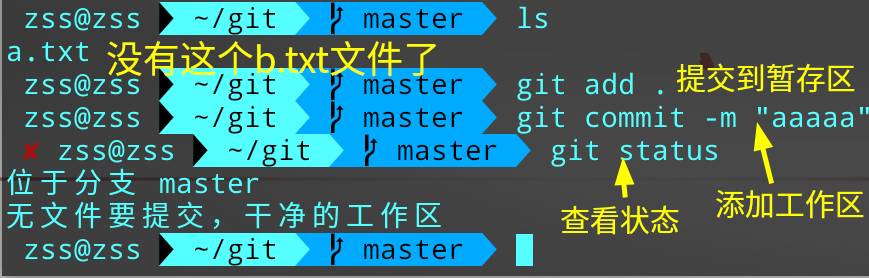 zss@zss ~/git master ls
a.txt 没有这个b.txt文件了
zss@zss ~/git master git add . 提交到暂存区
zss@zss ~/git master git commit -m "aaaaa"
✘ zss@zss ~/git master git status
位于分支 master
无文件要提交，干净的工作区
查看状态 添加工作区
zss@zss ~/git master